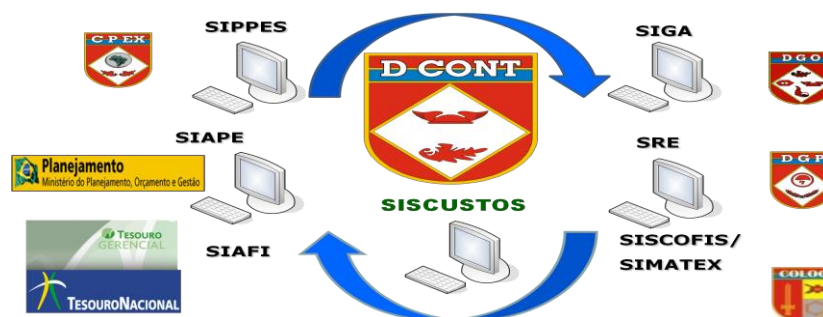 SIPPES
SIGA
C P EX
D CONT
D G O
SIAPE
SRE
Planejamento
Ministério do Planejamento, Orçamento e Gestão
D G P
SISCUSTOS
TESOURO
GERENCIAL
SIAFI
SISCOFIS/
SIMATEX
TESOURONACIONAL
COLOG